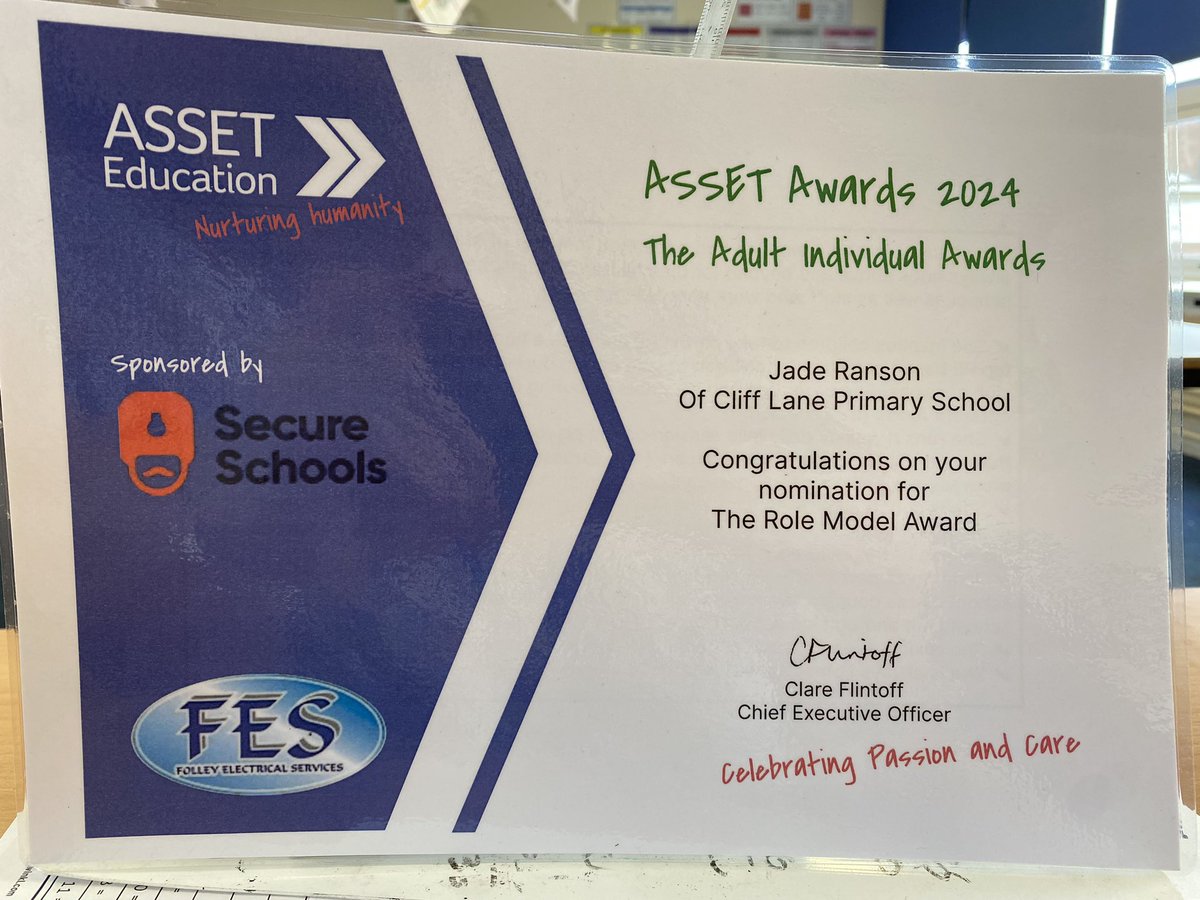 ASSET
Education
Nurturing humanity
Sponsored by
Secure
Schools
FES
FOLLEY ELECTRICAL SERVICES
ASSET Awards 2024
The Adult Individual Awards
Jade Ranson
Of Cliff Lane Primary School
Congratulations on your
nomination for
The Role Model Award
CFlintoff
Clare Flintoff
Chief Executive Officer
Celebrating Passion and Care